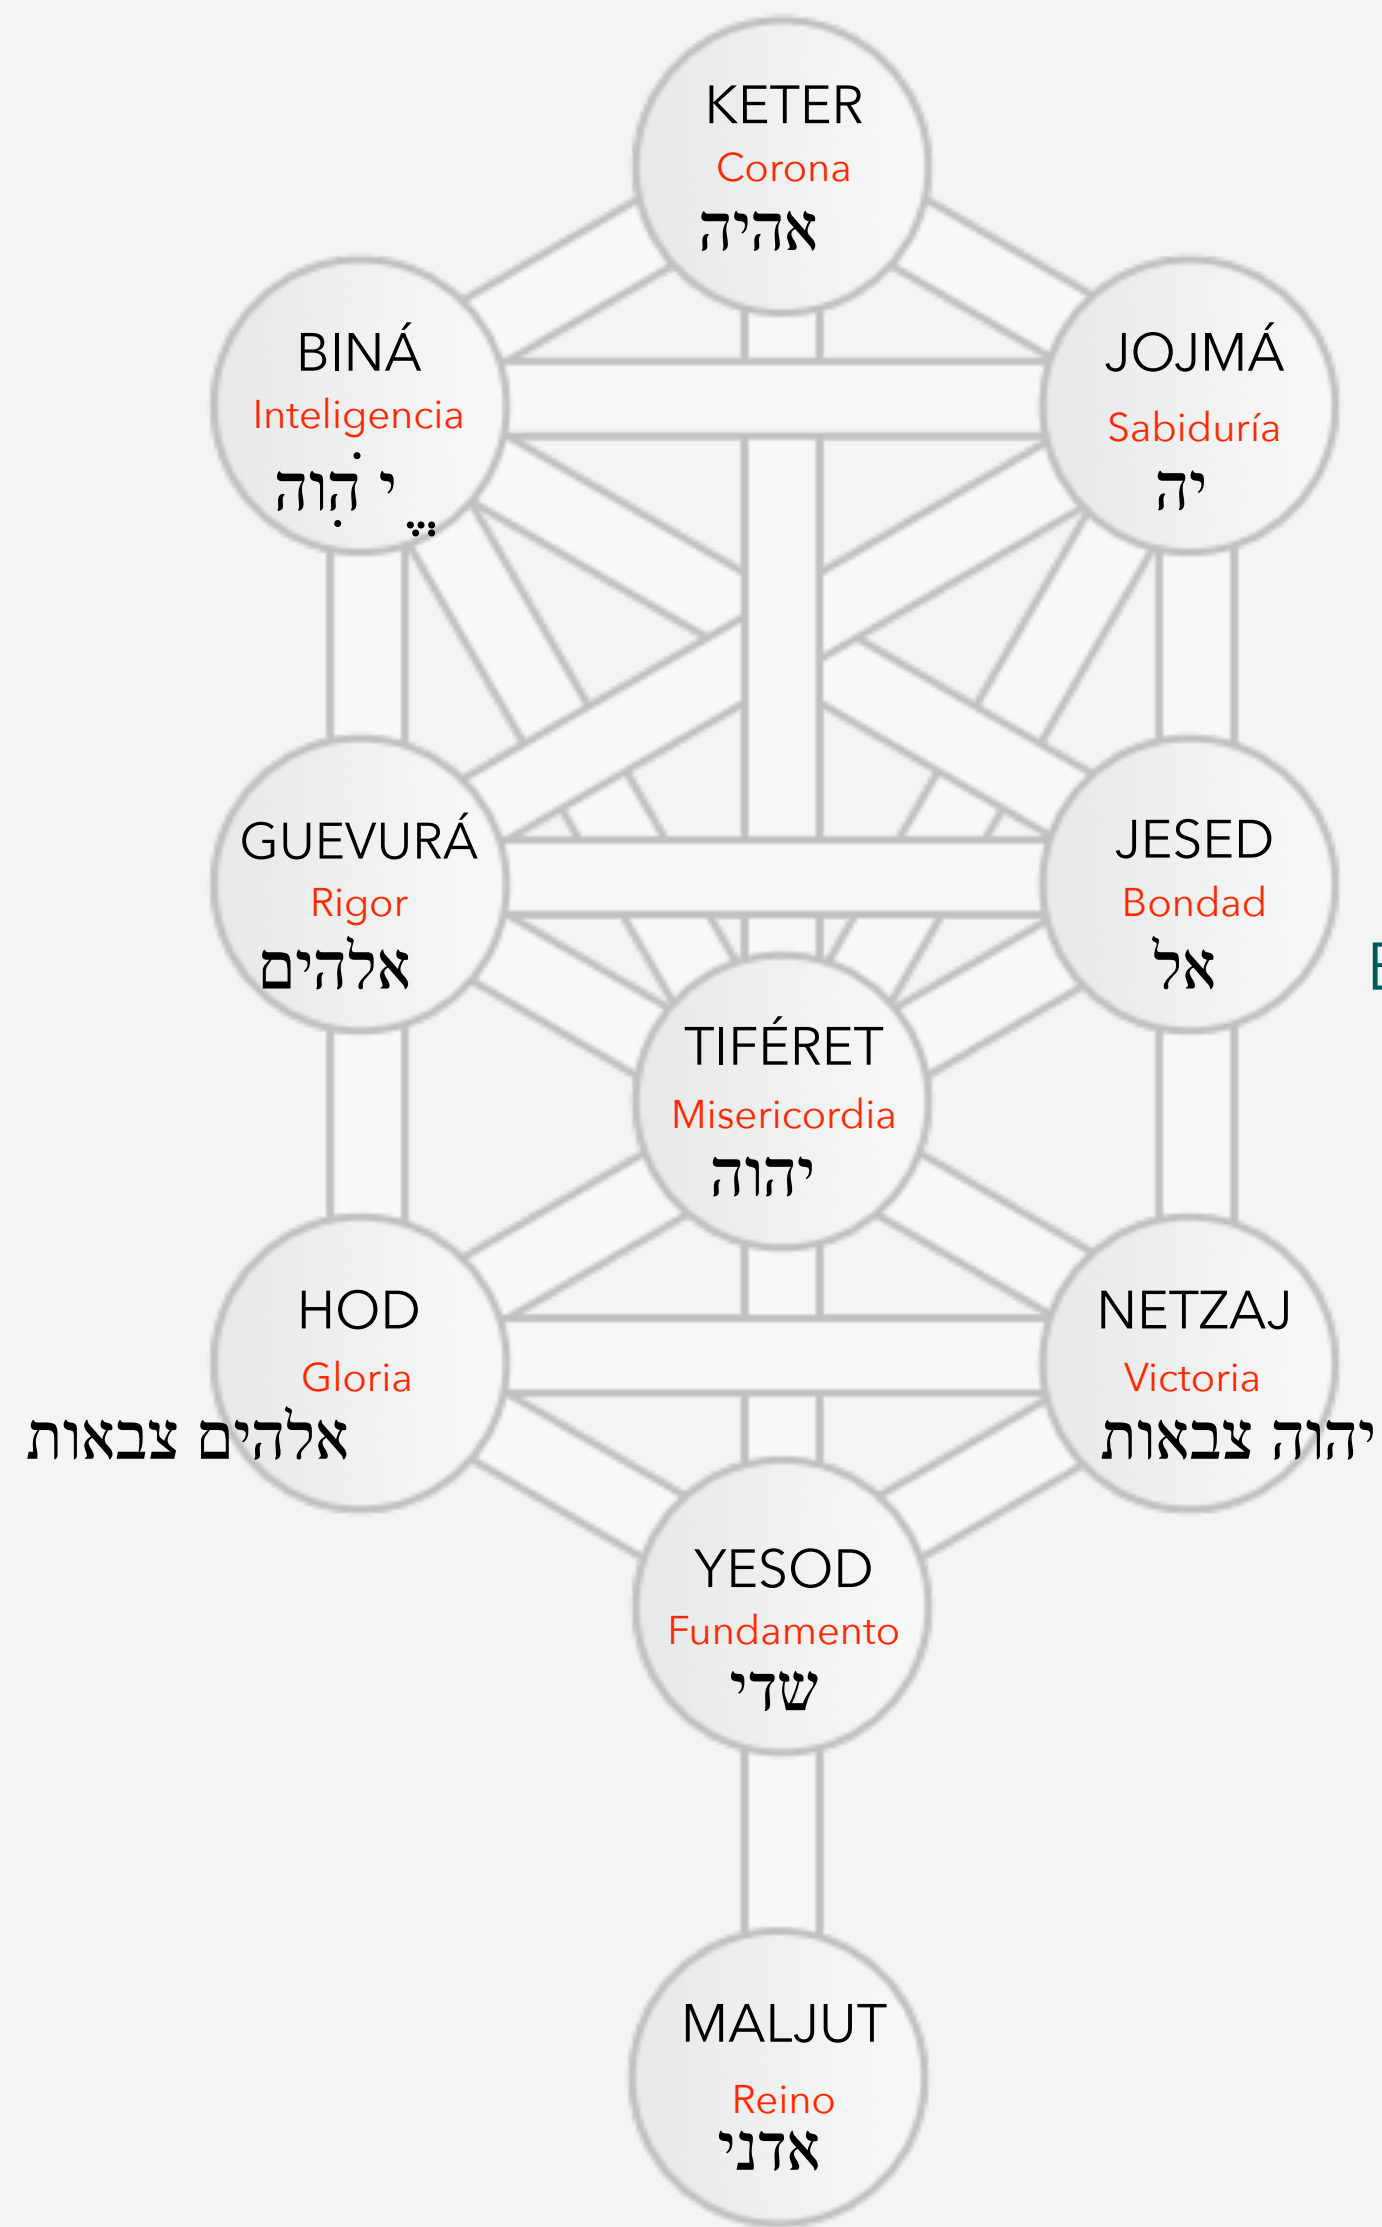 KETER
Corona
אהיה
BINÁ
Inteligencia
יֱ הֹוִה
JOJMÁ
Sabiduría
יה
GUEVURÁ
Rigor
אלהים
JESED
Bondad
אל
TIFÉRET
Misericordia
יהוה
HOD
Gloria
אלהים צבאות
NETZAJ
Victoria
יהוה צבאות
YESOD
Fundamento
שדי
MALJUT
Reino
אדני